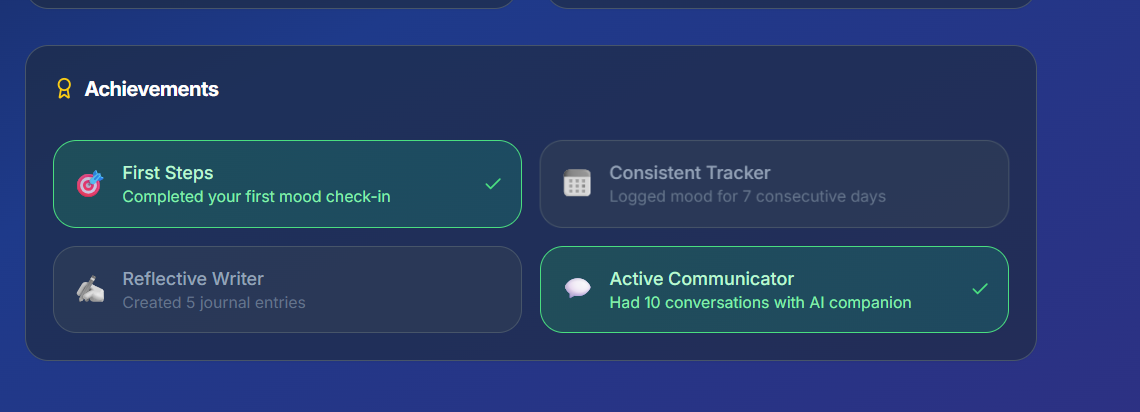 Achievements
First Steps
Completed your first mood check-in
Consistent Tracker
Logged mood for 7 consecutive days
Reflective Writer
Created 5 journal entries
Active Communicator
Had 10 conversations with AI companion